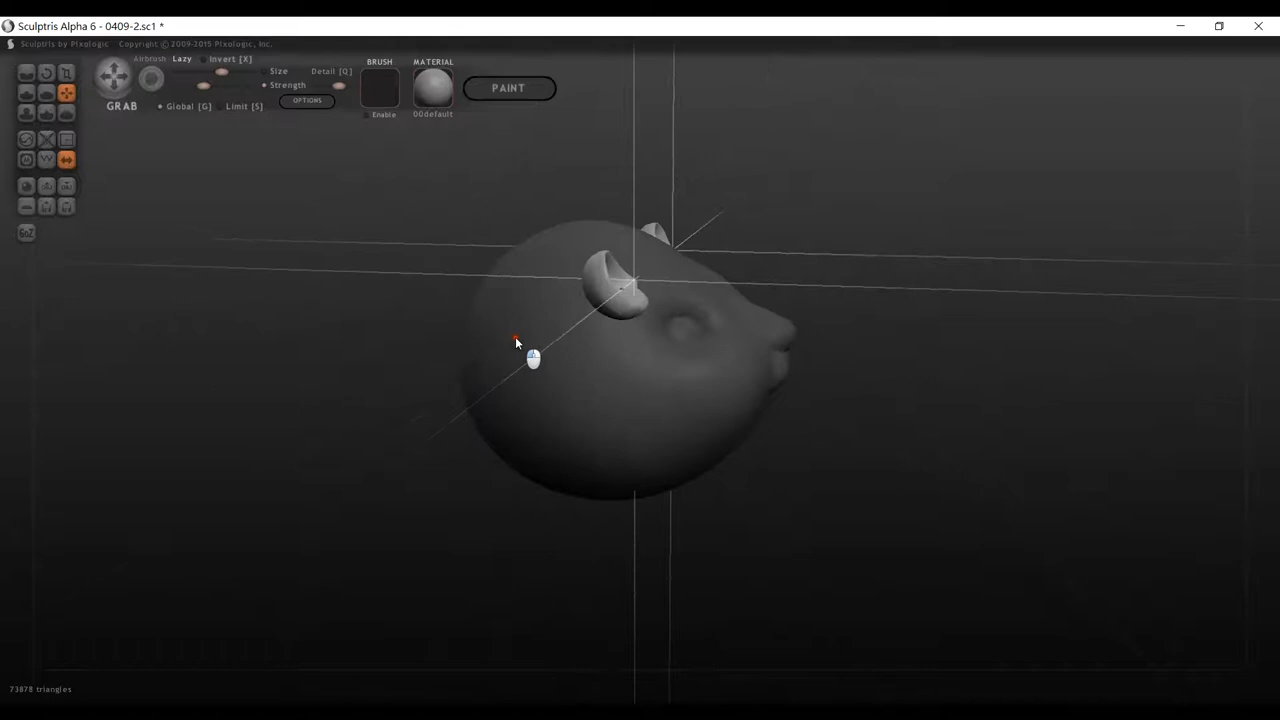 Sculptris Alpha 6 - 0409-2.sc1 *
Sculptris by Pixologic   Copyright © 2009-2015 Pixologic, Inc.
Airbrush Lazy Invert [X]
BRUSH MATERIAL
Size Detail [Q]
Strength
PAINT
GRAB Global [G] Limit [S] OPTIONS
Enable 00default
GoZ
73878 triangles